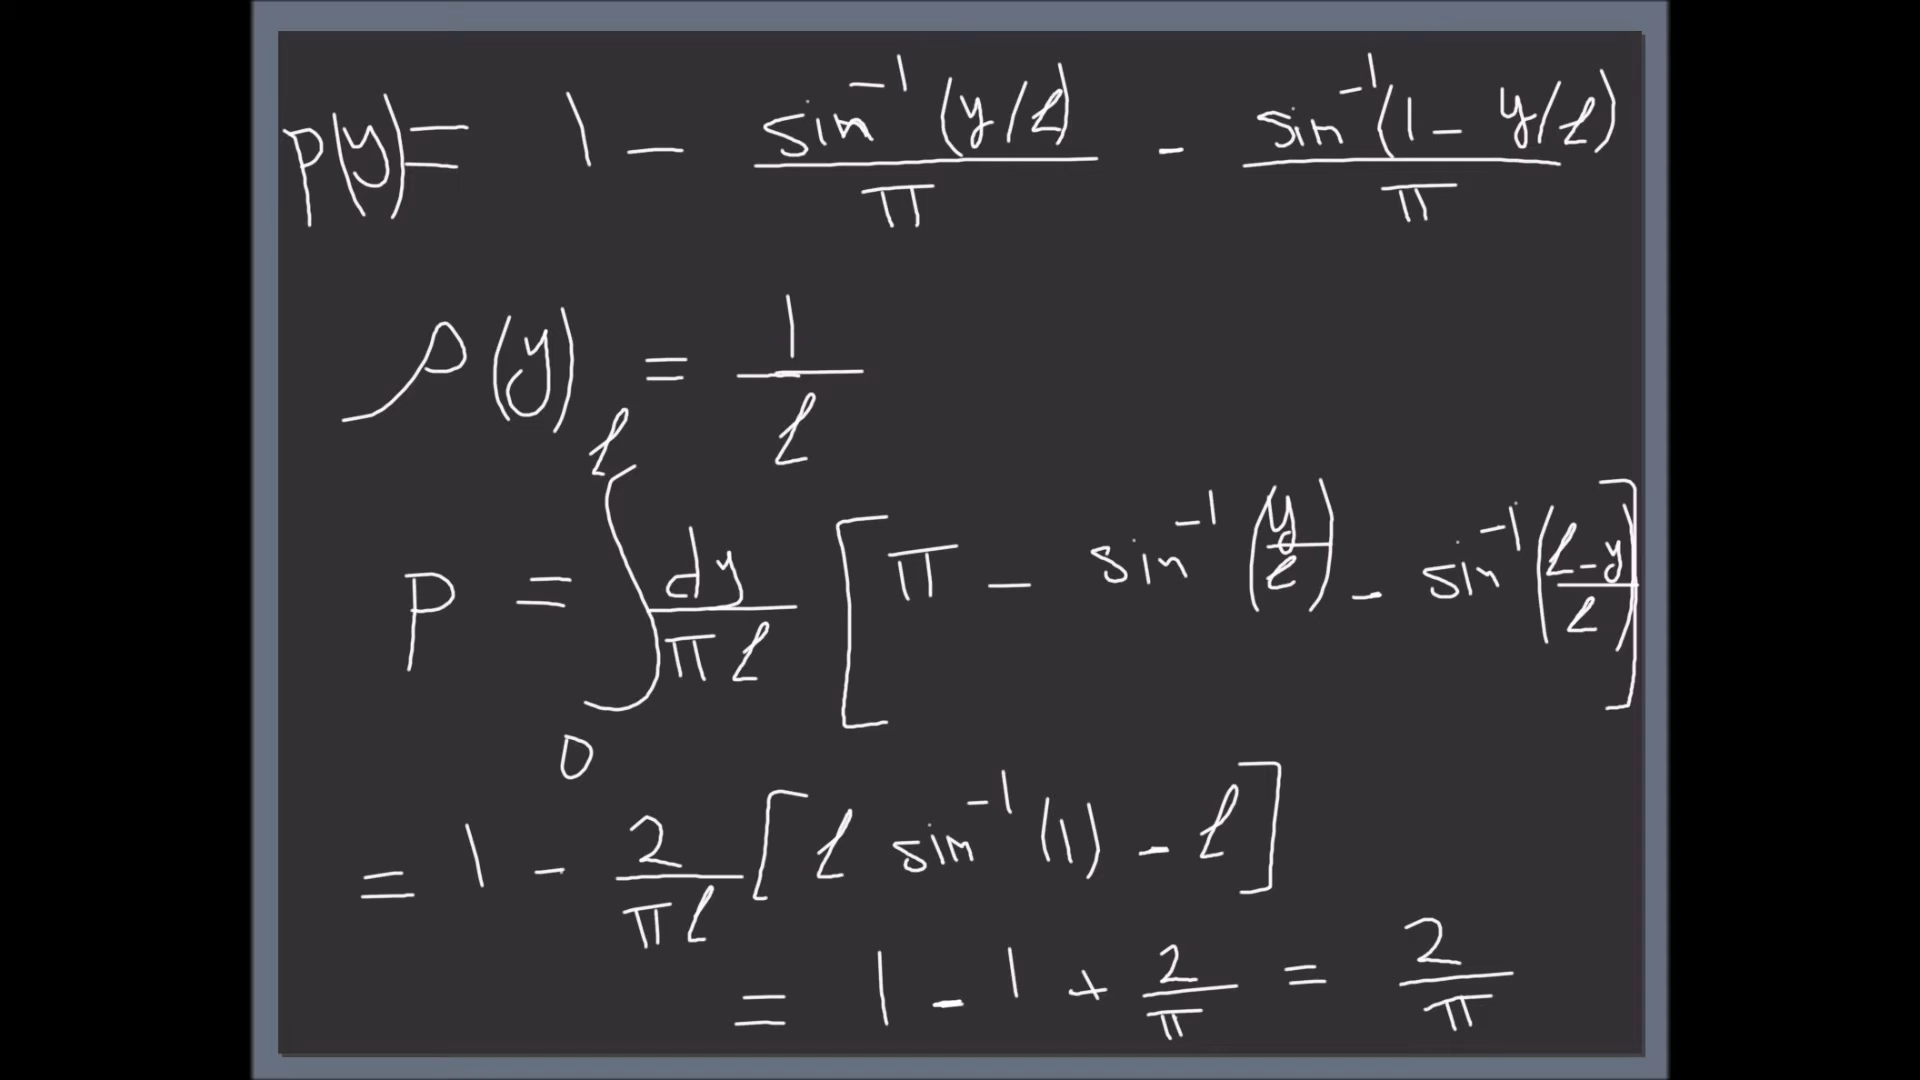 P(y) = 1 - sin⁻¹(y/ℓ)/π - sin⁻¹(1 - y/ℓ)/π
ρ(y) = 1/ℓ
P = ∫₀^ℓ dy/πℓ [π - sin⁻¹(y/ℓ) - sin⁻¹((ℓ-y)/ℓ)]
= 1 - 2/πℓ [ℓ sin⁻¹(1) - ℓ]
= 1 - 1 + 2/π = 2/π